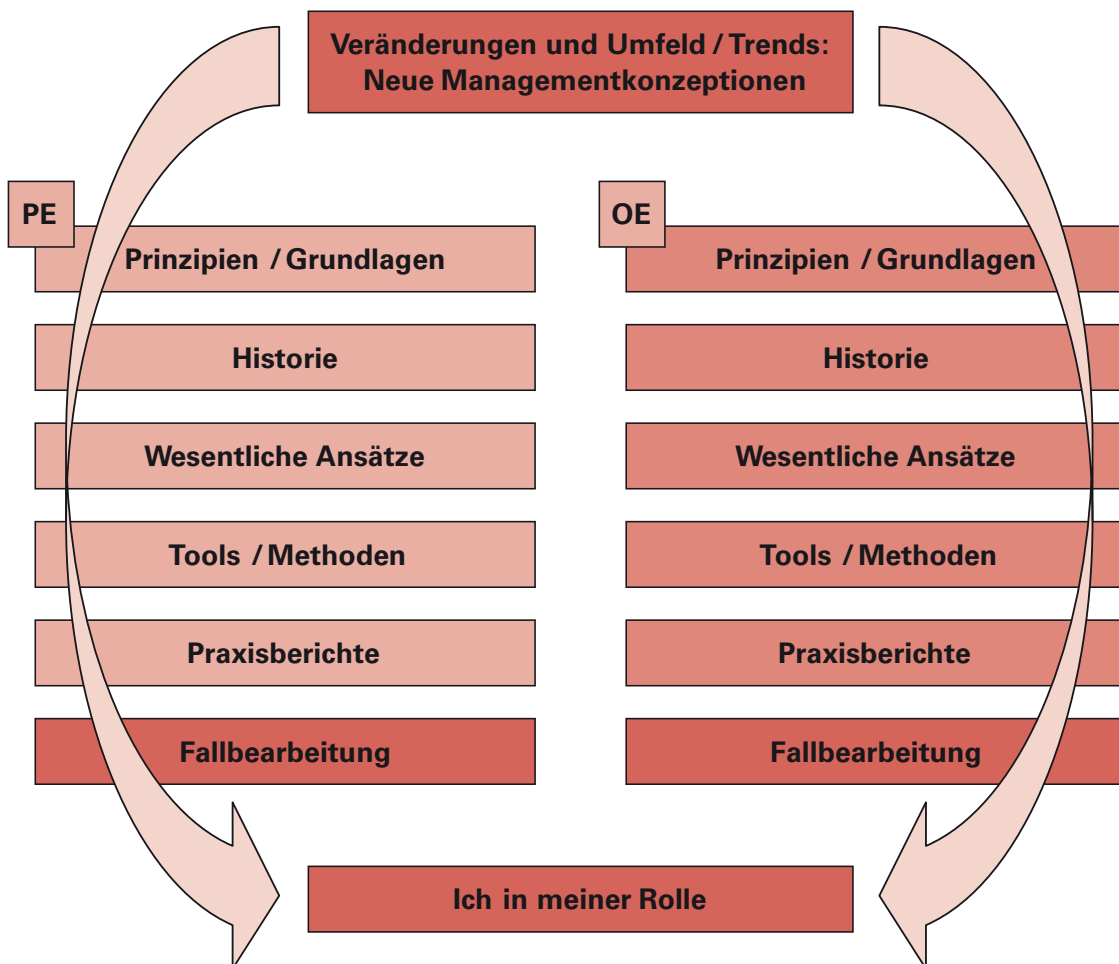 Veränderungen und Umfeld / Trends:
Neue Managementkonzeptionen
PE
Prinzipien / Grundlagen
Historie
Wesentliche Ansätze
Tools / Methoden
Praxisberichte
Fallbearbeitung
OE
Prinzipien / Grundlagen
Historie
Wesentliche Ansätze
Tools / Methoden
Praxisberichte
Fallbearbeitung
Ich in meiner Rolle